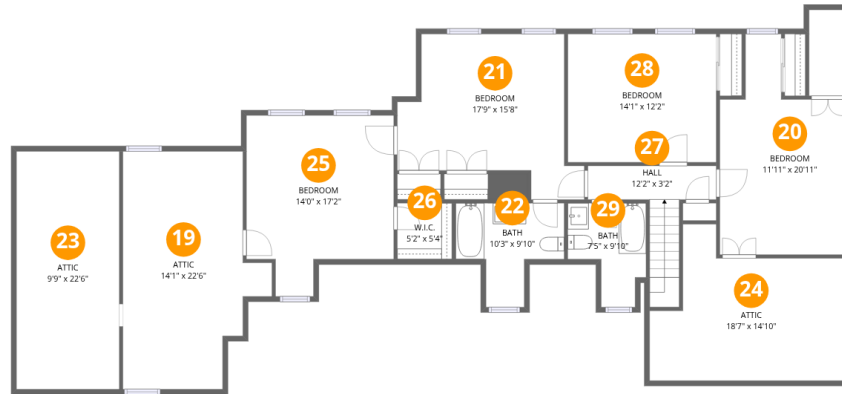 21
BEDROOM
17'9" x 15'8"
28
BEDROOM
14'1" x 12'2"
20
BEDROOM
11'11" x 20'11"
27
HALL
12'2" x 3'2"
25
BEDROOM
14'0" x 17'2"
26
W.I.C.
5'2" x 5'4"
22
BATH
10'3" x 9'10"
29
BATH
7'5" x 9'10"
23
ATTIC
9'9" x 22'6"
19
ATTIC
14'1" x 22'6"
24
ATTIC
18'7" x 14'10"